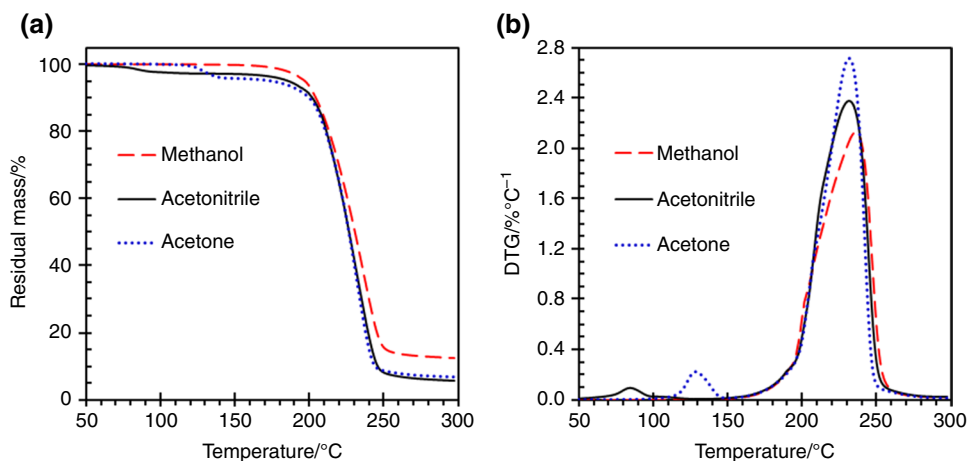 (a)
100
80
60
40
20
0
Residual mass/%
Methanol
Acetonitrile
Acetone
50 100 150 200 250 300
Temperature/°C
(b)
2.8
2.4
2.0
1.6
1.2
0.8
0.4
0.0
DTG/%°C⁻¹
Methanol
Acetonitrile
Acetone
50 100 150 200 250 300
Temperature/°C